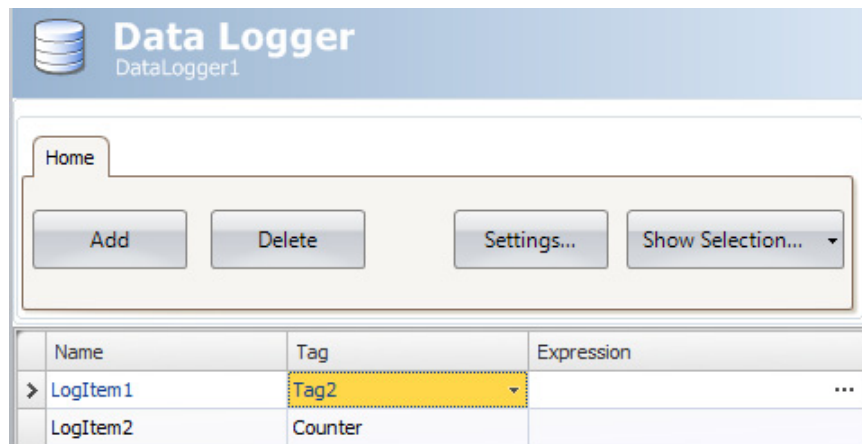 Data Logger
DataLogger1
Home
Add Delete Settings... Show Selection...
Name Tag Expression
LogItem1 Tag2 ...
LogItem2 Counter